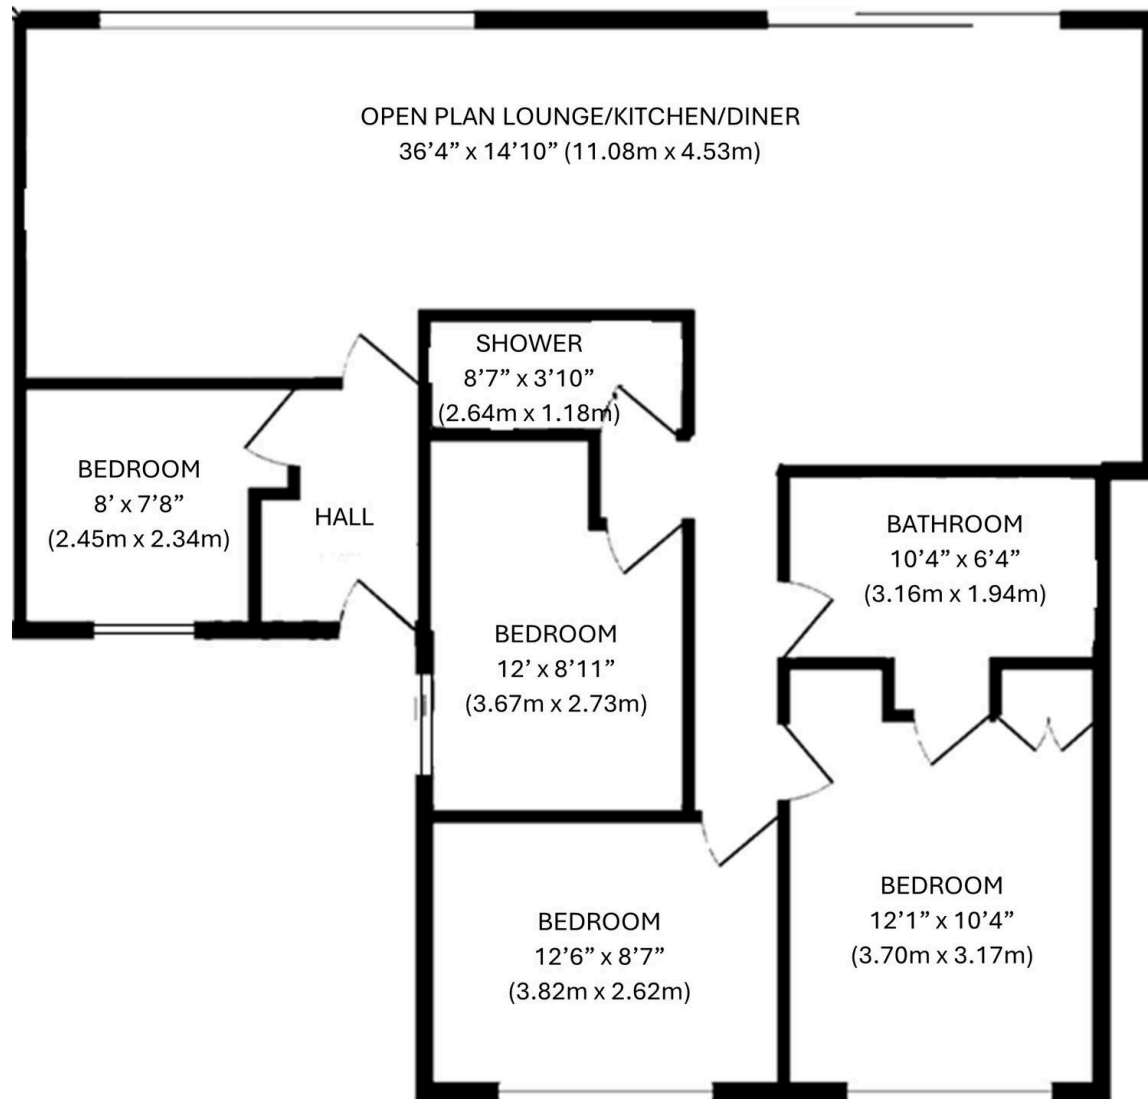 OPEN PLAN LOUNGE/KITCHEN/DINER
36’4” x 14’10” (11.08m x 4.53m)
SHOWER
8’7” x 3’10”
(2.64m x 1.18m)
BEDROOM
8’ x 7’8”
(2.45m x 2.34m)
HALL
BATHROOM
10’4” x 6’4”
(3.16m x 1.94m)
BEDROOM
12’ x 8’11”
(3.67m x 2.73m)
BEDROOM
12’1” x 10’4”
(3.70m x 3.17m)
BEDROOM
12’6” x 8’7”
(3.82m x 2.62m)